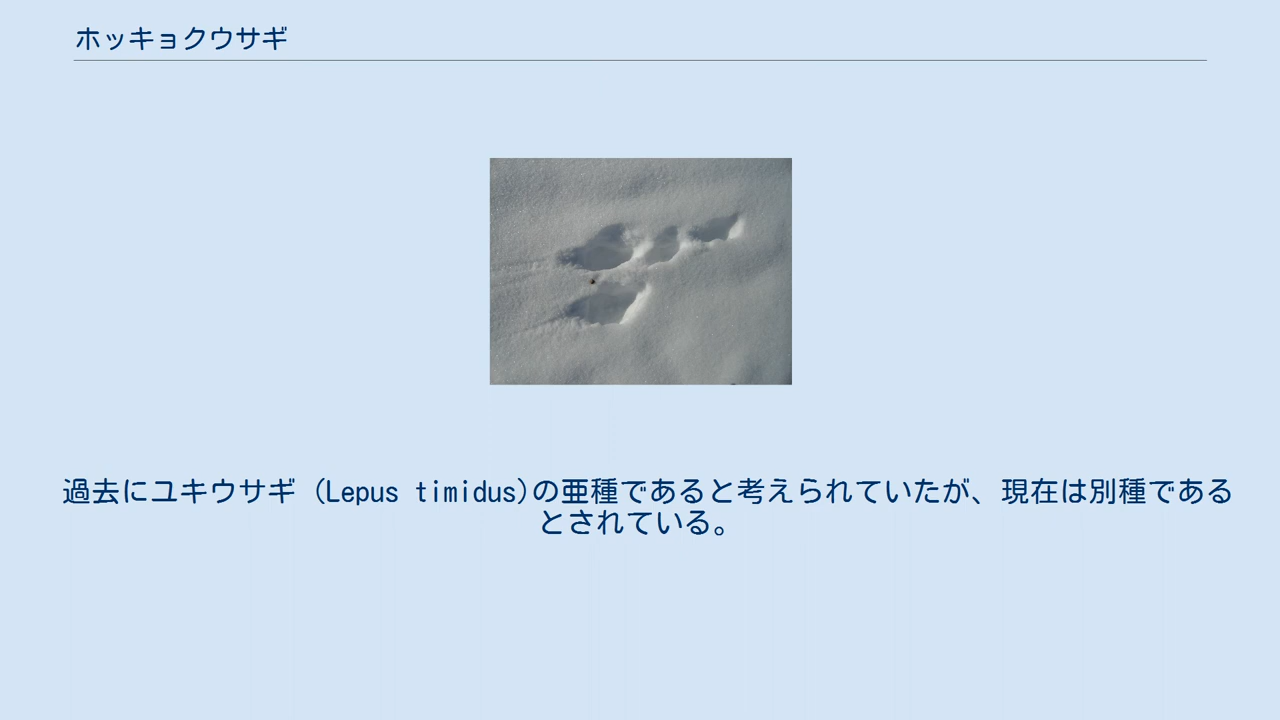 ホッキョクウサギ
過去にユキウサギ (Lepus timidus)の亜種であると考えられていたが、現在は別種である
とされている。